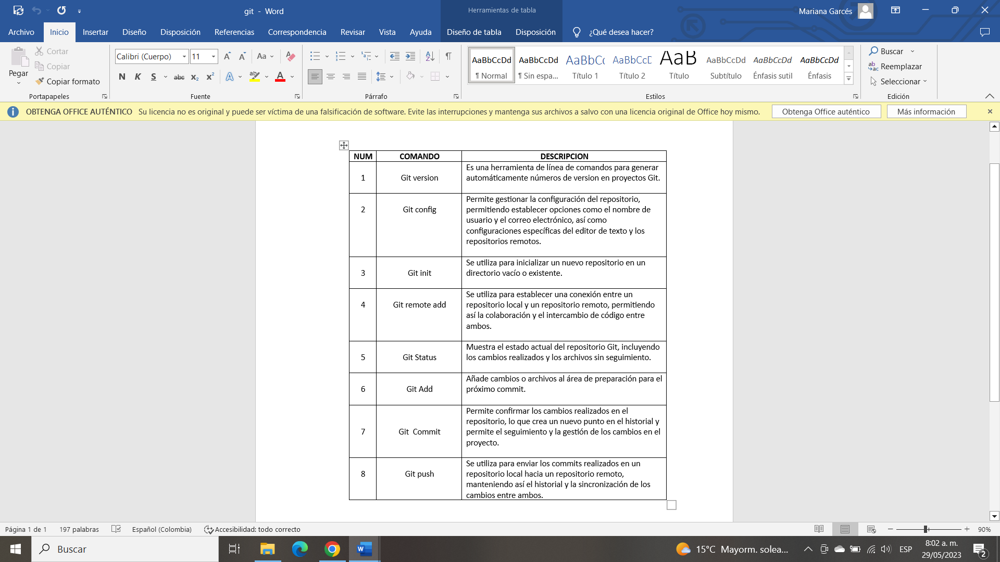 git - Word
Herramientas de tabla
Mariana Garcés
Archivo Inicio Insertar Diseño Disposición Referencias Correspondencia Revisar Vista Ayuda Diseño de tabla Disposición ¿Qué desea hacer?
Pegar
Cortar
Copiar
Copiar formato
Portapapeles
Calibri (Cuerpo) 11
N K S abc x₂ x² A A
Fuente
Párrafo
AaBbCcDd AaBbCcDd AaBbCc AaBbCcD AaB AaBbCcDd AaBbCcDd AaBbCcDd
¶ Normal ¶ Sin espa... Título 1 Título 2 Título Subtítulo Énfasis sutil Énfasis
Estilos
Buscar
Reemplazar
Seleccionar
Edición
OBTENGA OFFICE AUTÉNTICO Su licencia no es original y puede ser víctima de una falsificación de software. Evite las interrupciones y mantenga sus archivos a salvo con una licencia original de Office hoy mismo. Obtenga Office auténtico Más información
NUM COMANDO DESCRIPCION
1 Git version
Es una herramienta de línea de comandos para generar
automáticamente números de version en proyectos Git.
2 Git config
Permite gestionar la configuración del repositorio,
permitiendo establecer opciones como el nombre de
usuario y el correo electrónico, así como
configuraciones específicas del editor de texto y los
repositorios remotos.
3 Git init
Se utiliza para inicializar un nuevo repositorio en un
directorio vacío o existente.
4 Git remote add
Se utiliza para establecer una conexión entre un
repositorio local y un repositorio remoto, permitiendo
así la colaboración y el intercambio de código entre
ambos.
5 Git Status
Muestra el estado actual del repositorio Git, incluyendo
los cambios realizados y los archivos sin seguimiento.
6 Git Add
Añade cambios o archivos al área de preparación para el
próximo commit.
7 Git  Commit
Permite confirmar los cambios realizados en el
repositorio, lo que crea un nuevo punto en el historial y
permite el seguimiento y la gestión de los cambios en el
proyecto.
8 Git push
Se utiliza para enviar los commits realizados en un
repositorio local hacia un repositorio remoto,
manteniendo así el historial y la sincronización de los
cambios entre ambos.
Página 1 de 1 197 palabras Español (Colombia) Accesibilidad: todo correcto 90%
Buscar
15°C Mayorm. solea... ESP
8:02 a. m.
29/05/2023
2